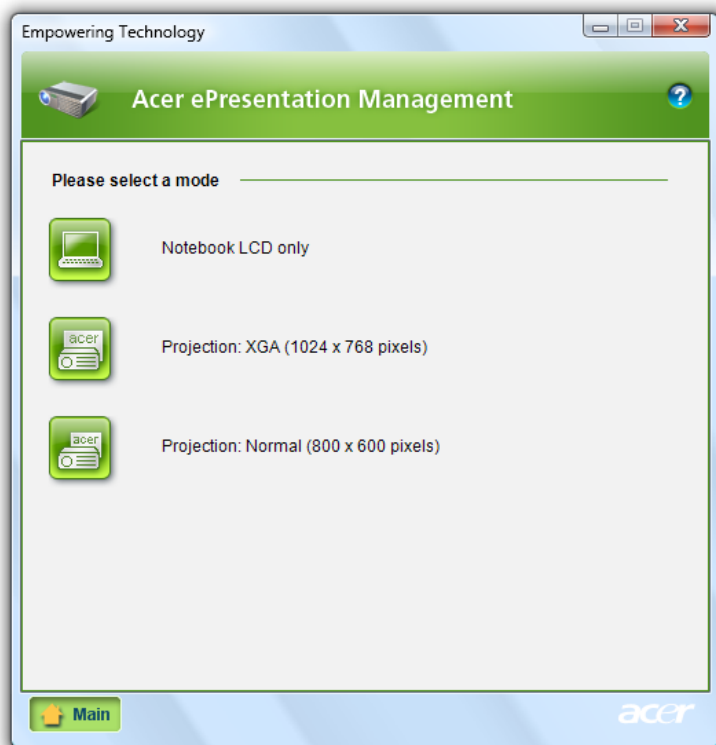 Empowering Technology
Acer ePresentation Management
?
Please select a mode
Notebook LCD only
acer
Projection: XGA (1024 x 768 pixels)
acer
Projection: Normal (800 x 600 pixels)
Main
acer